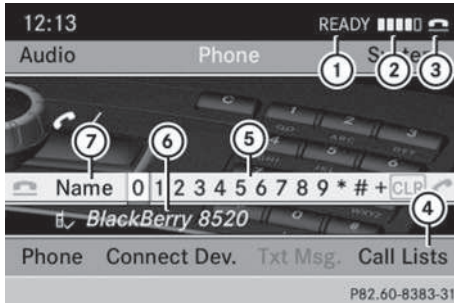 12:13 READY
Audio Phone
1 2 3
7 6 5
Name 0 1 2 3 4 5 6 7 8 9 * # + CLR
BlackBerry 8520
4
Phone Connect Dev. Txt Msg. Call Lists
P82.60-8383-31